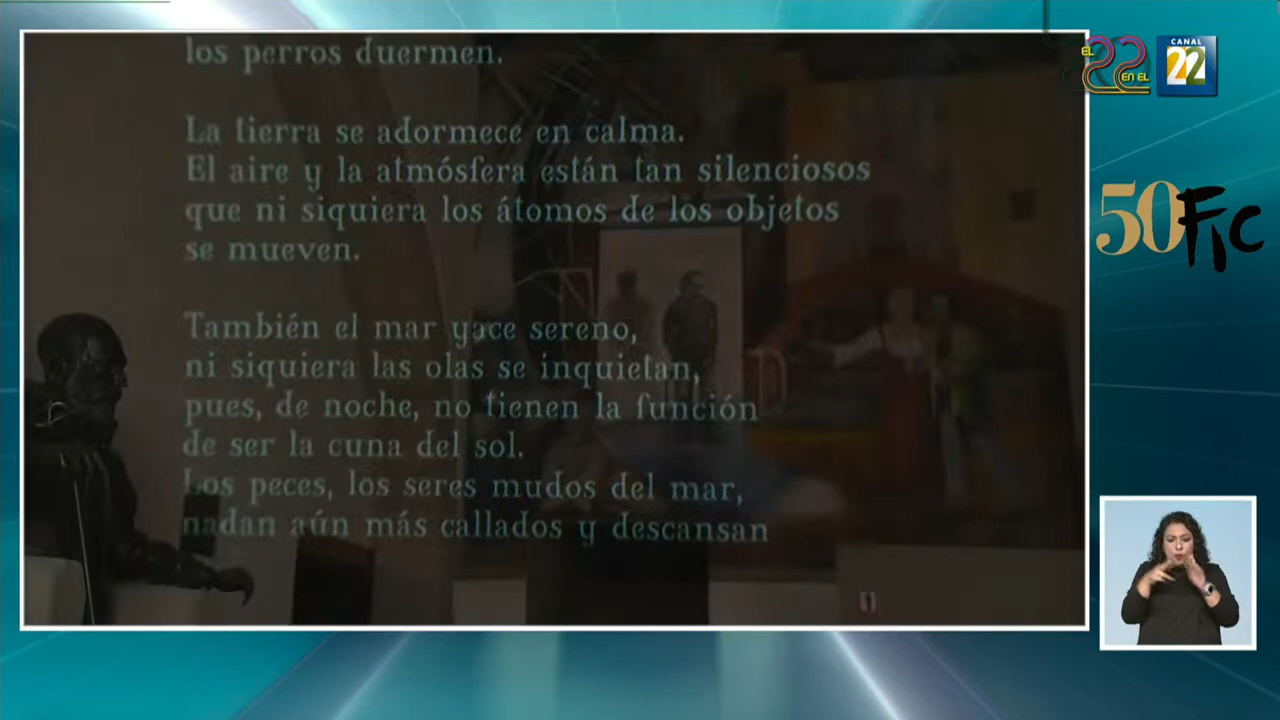 los perros duermen.
La tierra se adormece en calma.
El aire y la atmósfera están tan silenciosos
que ni siquiera los átomos de los objetos
se mueven.
También el mar yace sereno,
ni siquiera las olas se inquietan,
pues, de noche, no tienen la función
de ser la cuna del sol.
Los peces, los seres mudos del mar,
nadan aún más callados y descansan
EL 22 EN EL
CANAL 22
50 FIC